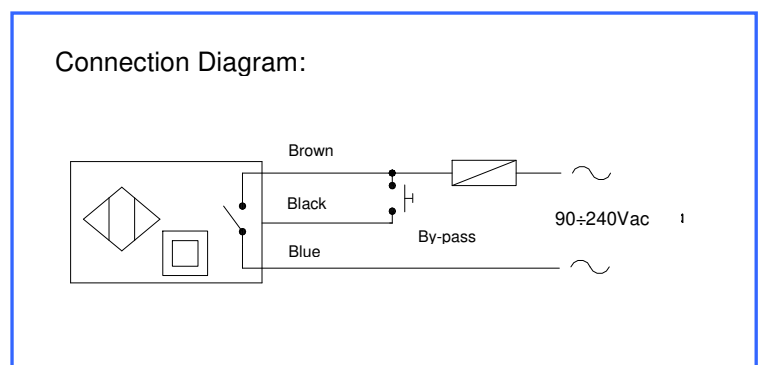 Connection Diagram:
Brown
Black
90÷240Vac
By-pass
Blue